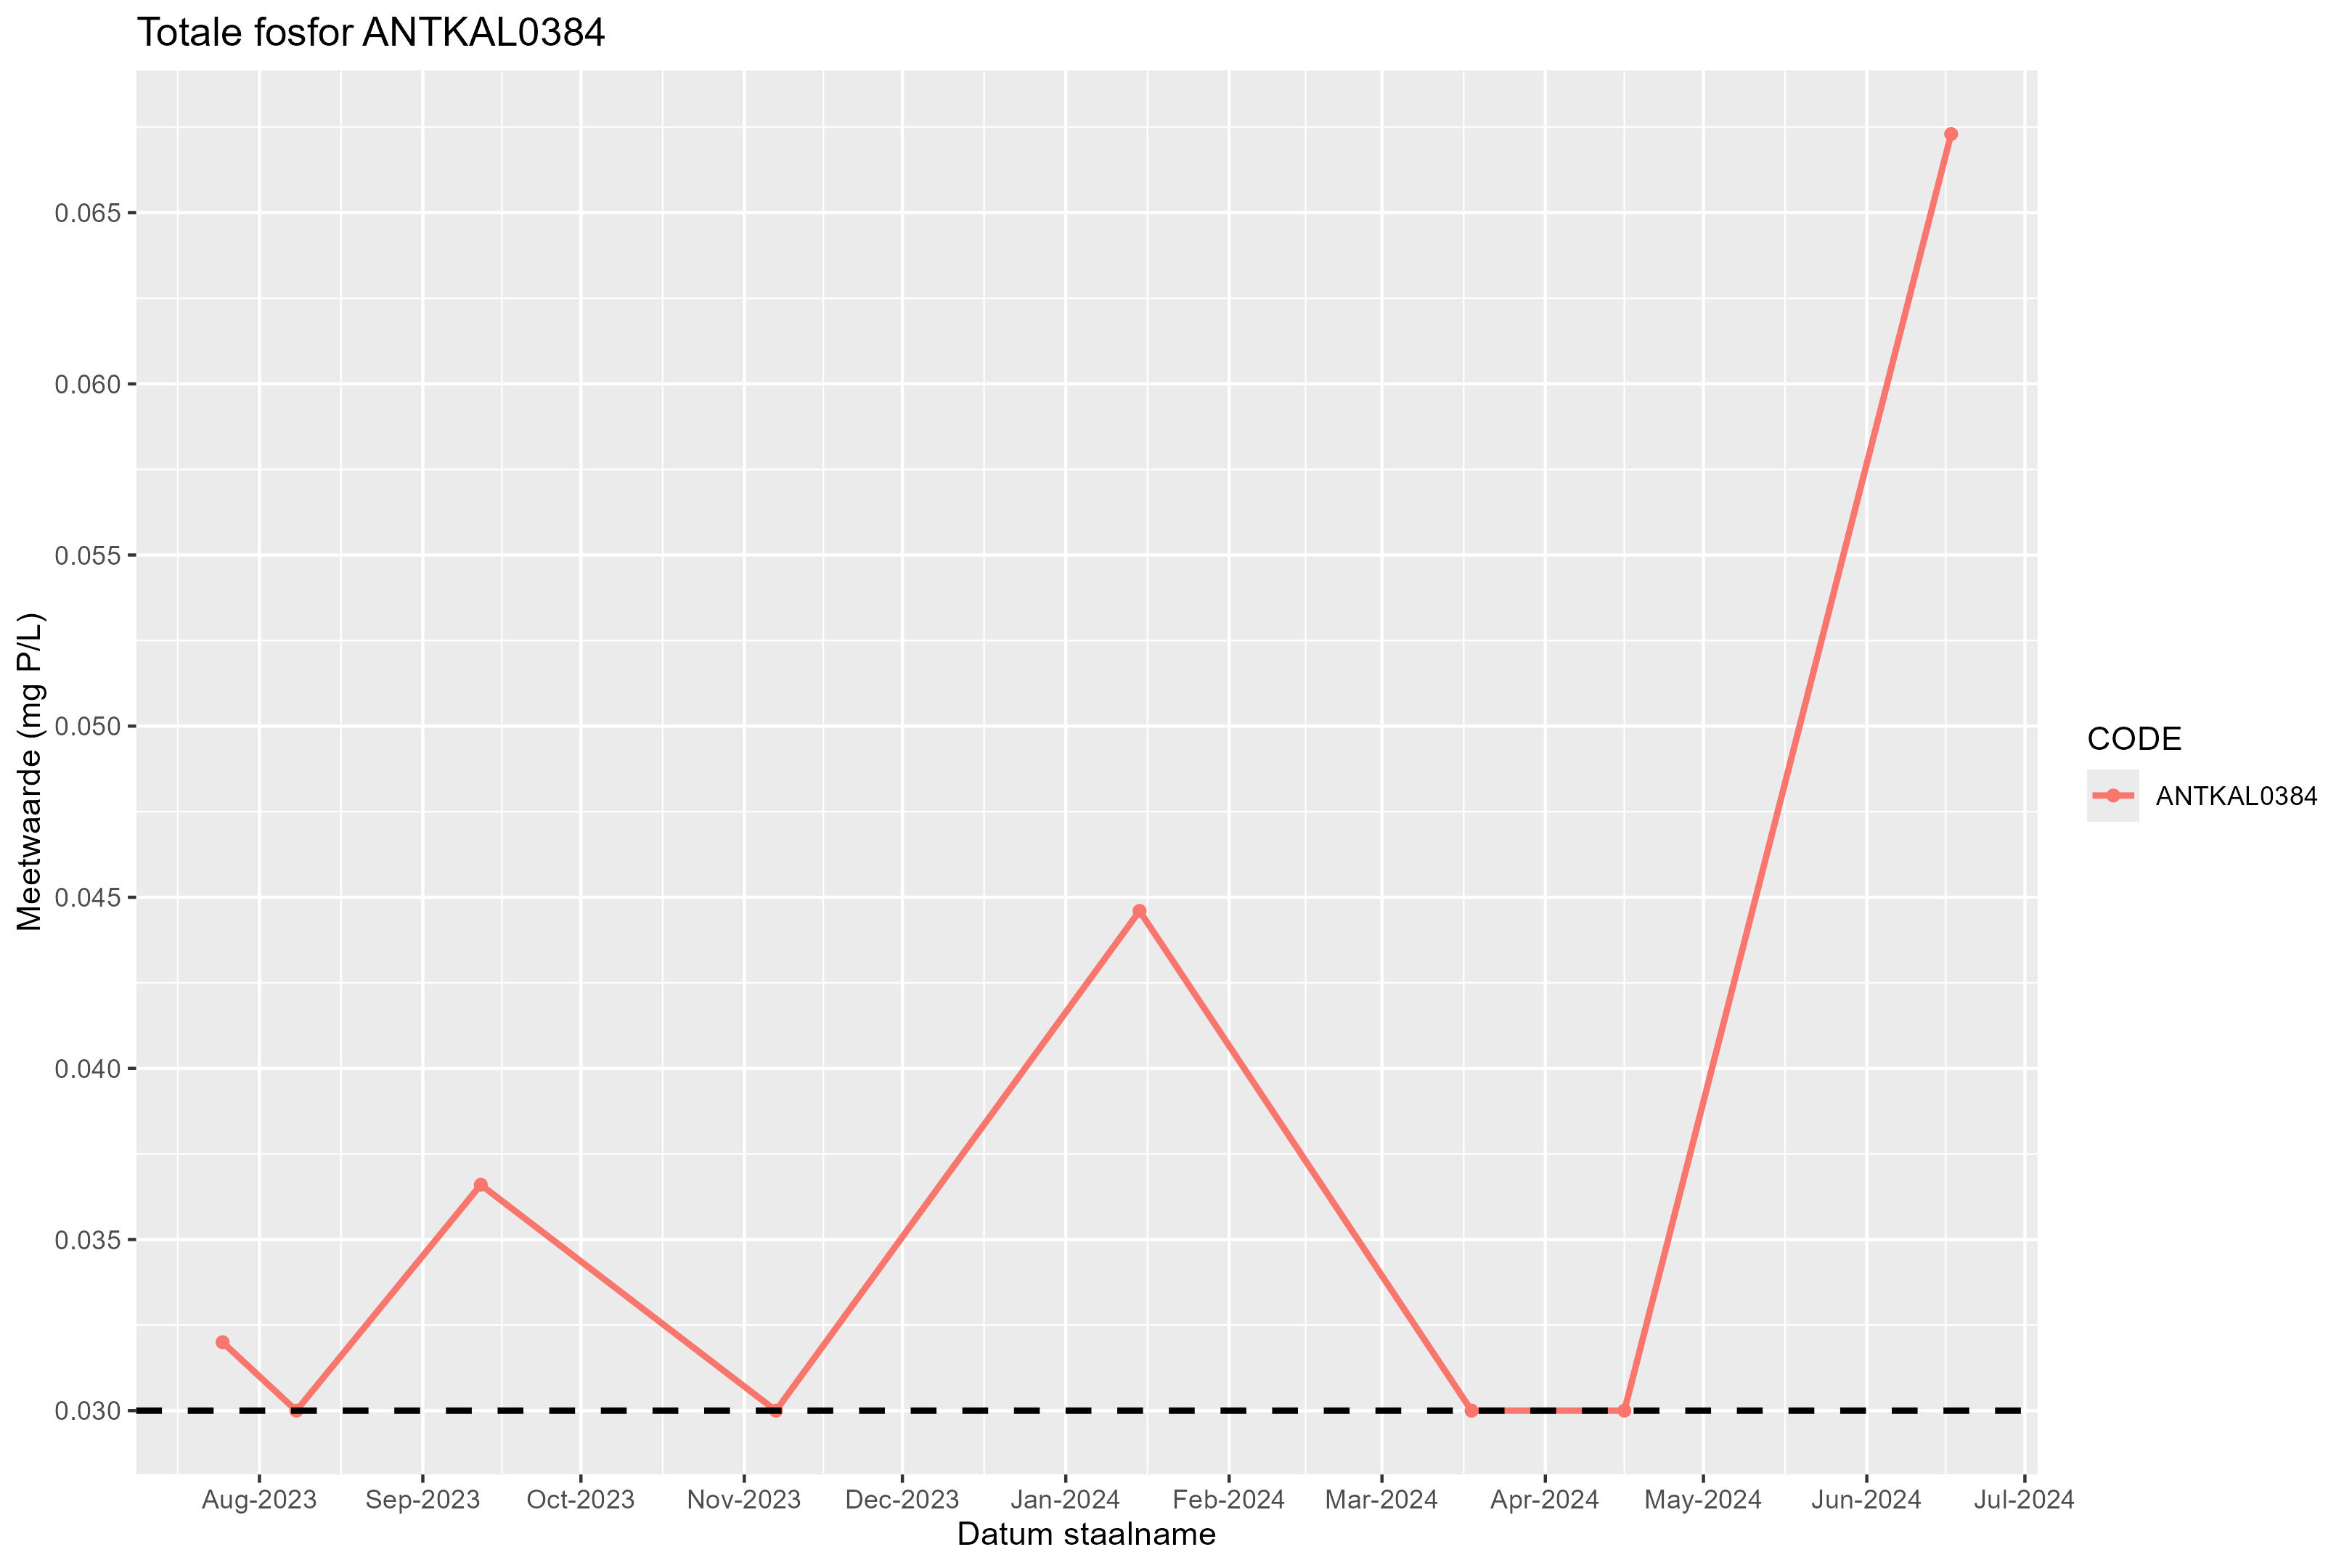 Totale fosfor ANTKAL0384
Meetwaarde (mg P/L)
0.065
0.060
0.055
0.050
0.045
0.040
0.035
0.030
Aug-2023 Sep-2023 Oct-2023 Nov-2023 Dec-2023 Jan-2024 Feb-2024 Mar-2024 Apr-2024 May-2024 Jun-2024 Jul-2024
Datum staalname
CODE
ANTKAL0384